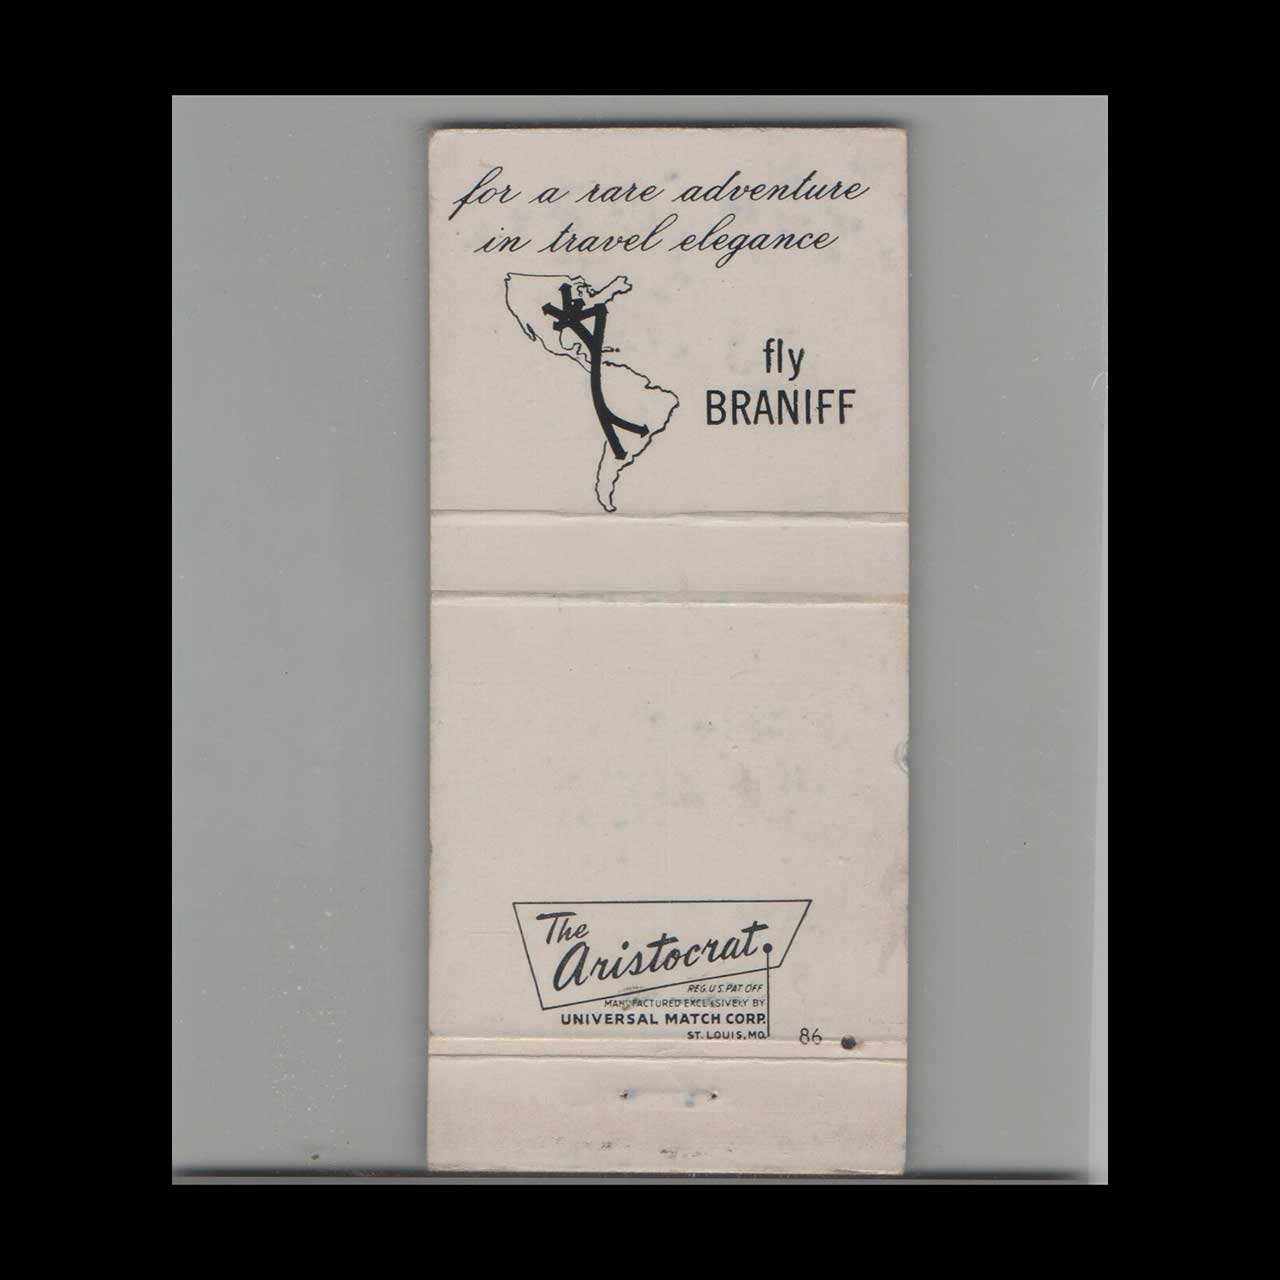 for a rare adventure
in travel elegance
fly
BRANIFF
The
Aristocrat
REG. U.S. PAT OFF
MANUFACTURED EXCLUSIVELY BY
UNIVERSAL MATCH CORP.
ST. LOUIS, MO.
86